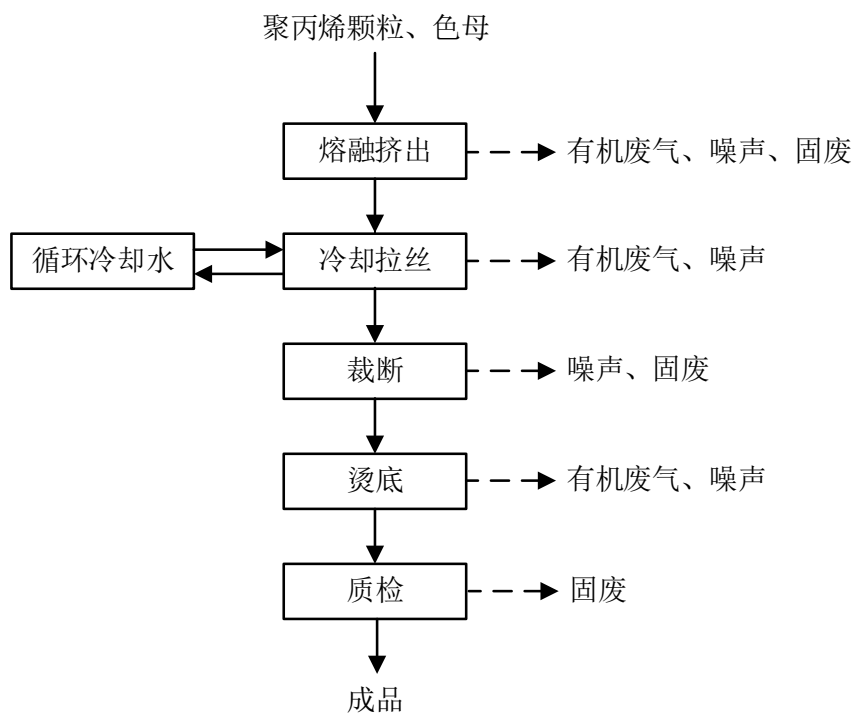 聚丙烯颗粒、色母
熔融挤出
有机废气、噪声、固废
循环冷却水
冷却拉丝
有机废气、噪声
裁断
噪声、固废
烫底
有机废气、噪声
质检
固废
成品